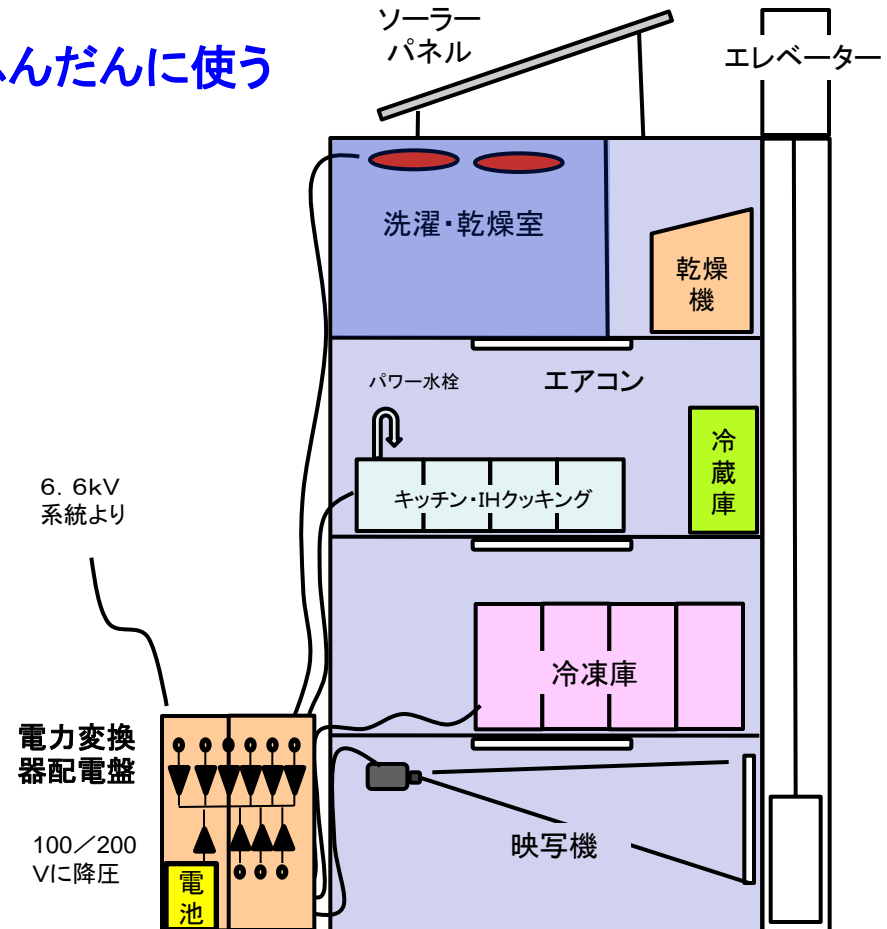 ふんだんに使う
ソーラー
パネル
エレベーター
洗濯・乾燥室
乾燥
機
パワー水栓
エアコン
冷
蔵
庫
キッチン・IHクッキング
6．6kV
系統より
冷凍庫
電力変換
器配電盤
映写機
100／200
Vに降圧
電
池